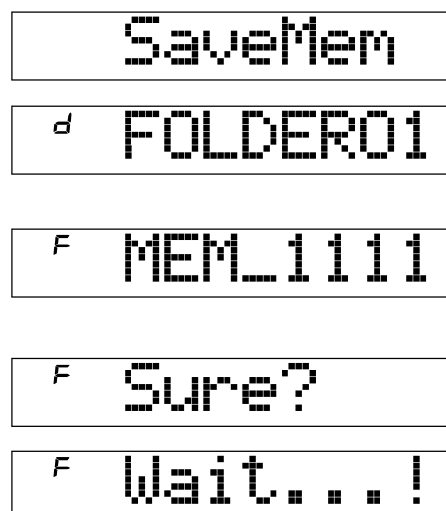 SaveMem
d FOLDER01
F MEM_1111
F Sure?
F Wait...!